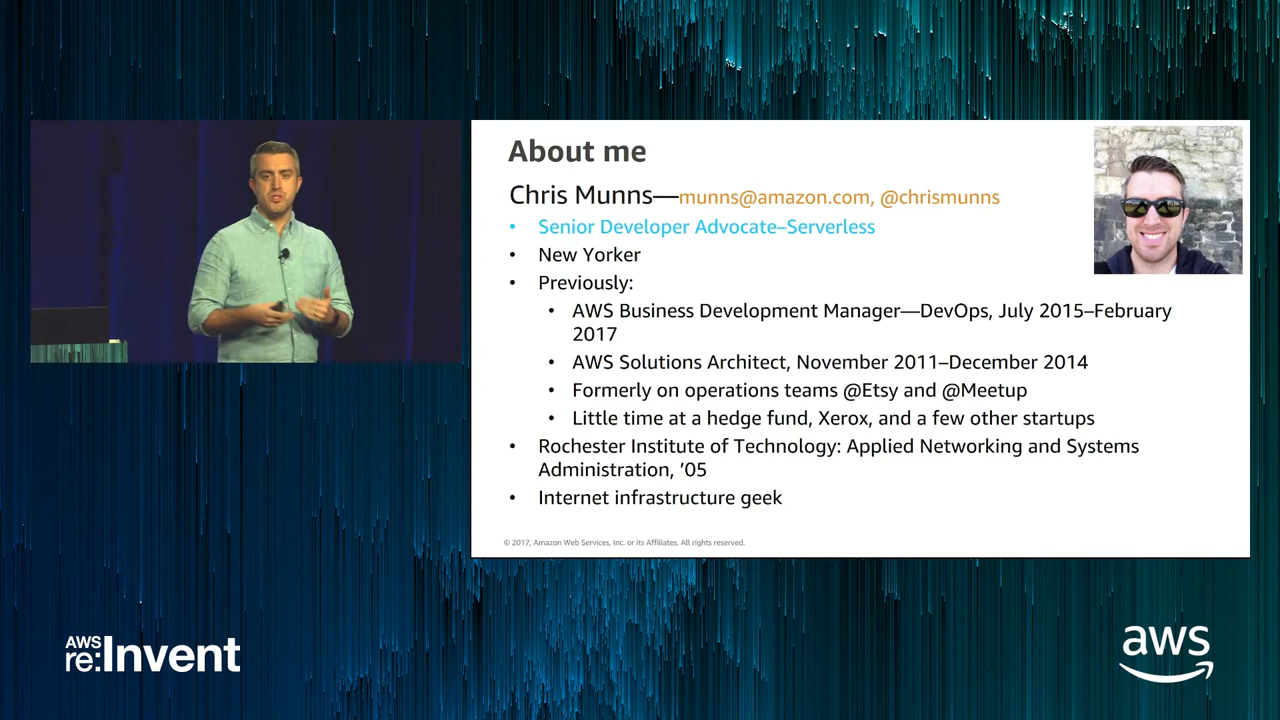 About me
Chris Munns—munns@amazon.com, @chrismunns
• Senior Developer Advocate–Serverless
• New Yorker
• Previously:
• AWS Business Development Manager—DevOps, July 2015–February
2017
• AWS Solutions Architect, November 2011–December 2014
• Formerly on operations teams @Etsy and @Meetup
• Little time at a hedge fund, Xerox, and a few other startups
• Rochester Institute of Technology: Applied Networking and Systems
Administration, ’05
• Internet infrastructure geek
© 2017, Amazon Web Services, Inc. or its Affiliates. All rights reserved.
AWS
re:Invent
aws